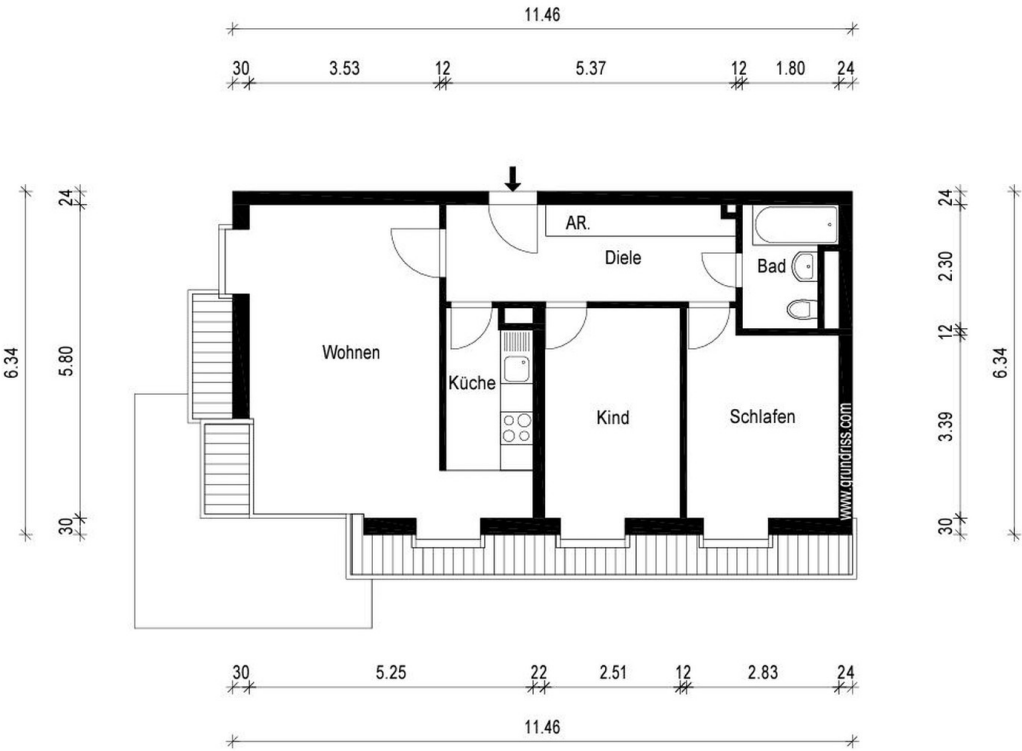 11.46
30 3.53 12 5.37 12 1.80 24
24 24
AR.
Diele
Bad
2.30
Wohnen
12
6.34 5.80 6.34
Küche
Kind
Schlafen
3.39
www.grundriss.com
30 30
30 5.25 22 2.51 12 2.83 24
11.46